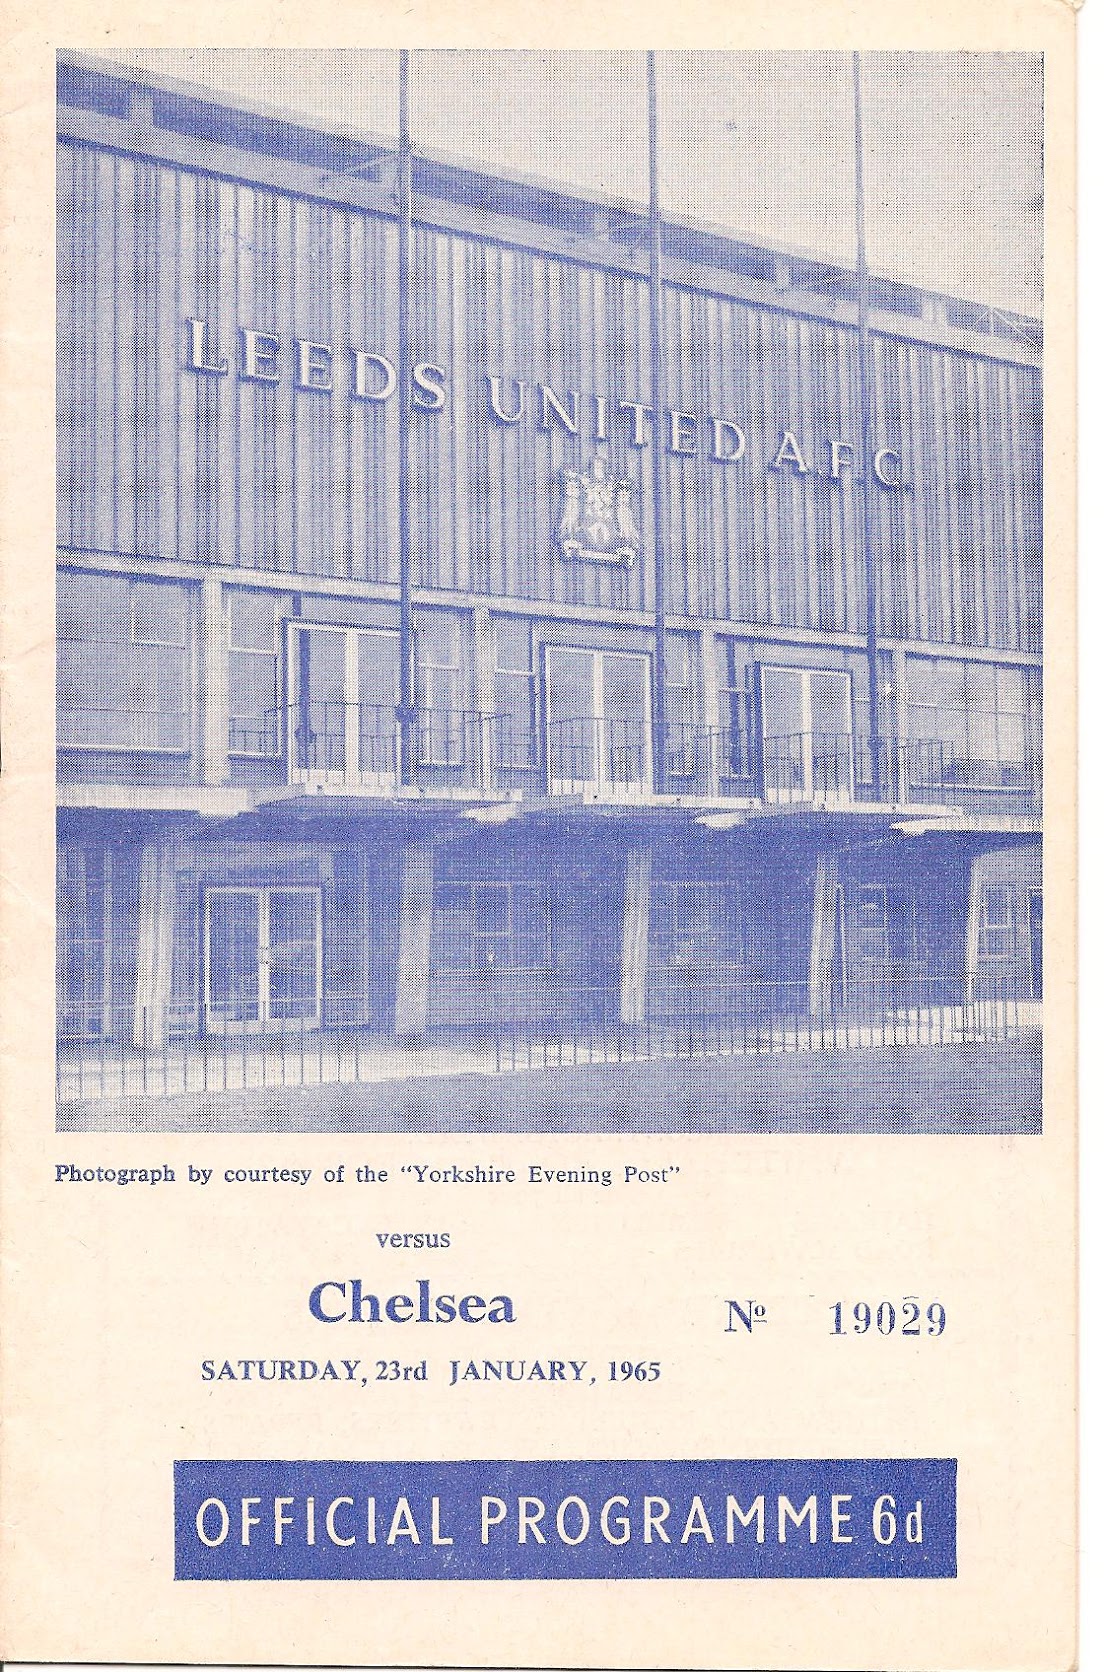 LEEDS UNITED A.F.C.
Photograph by courtesy of the "Yorkshire Evening Post"
versus
Chelsea
Nº 19029
SATURDAY, 23rd JANUARY, 1965
OFFICIAL PROGRAMME 6d